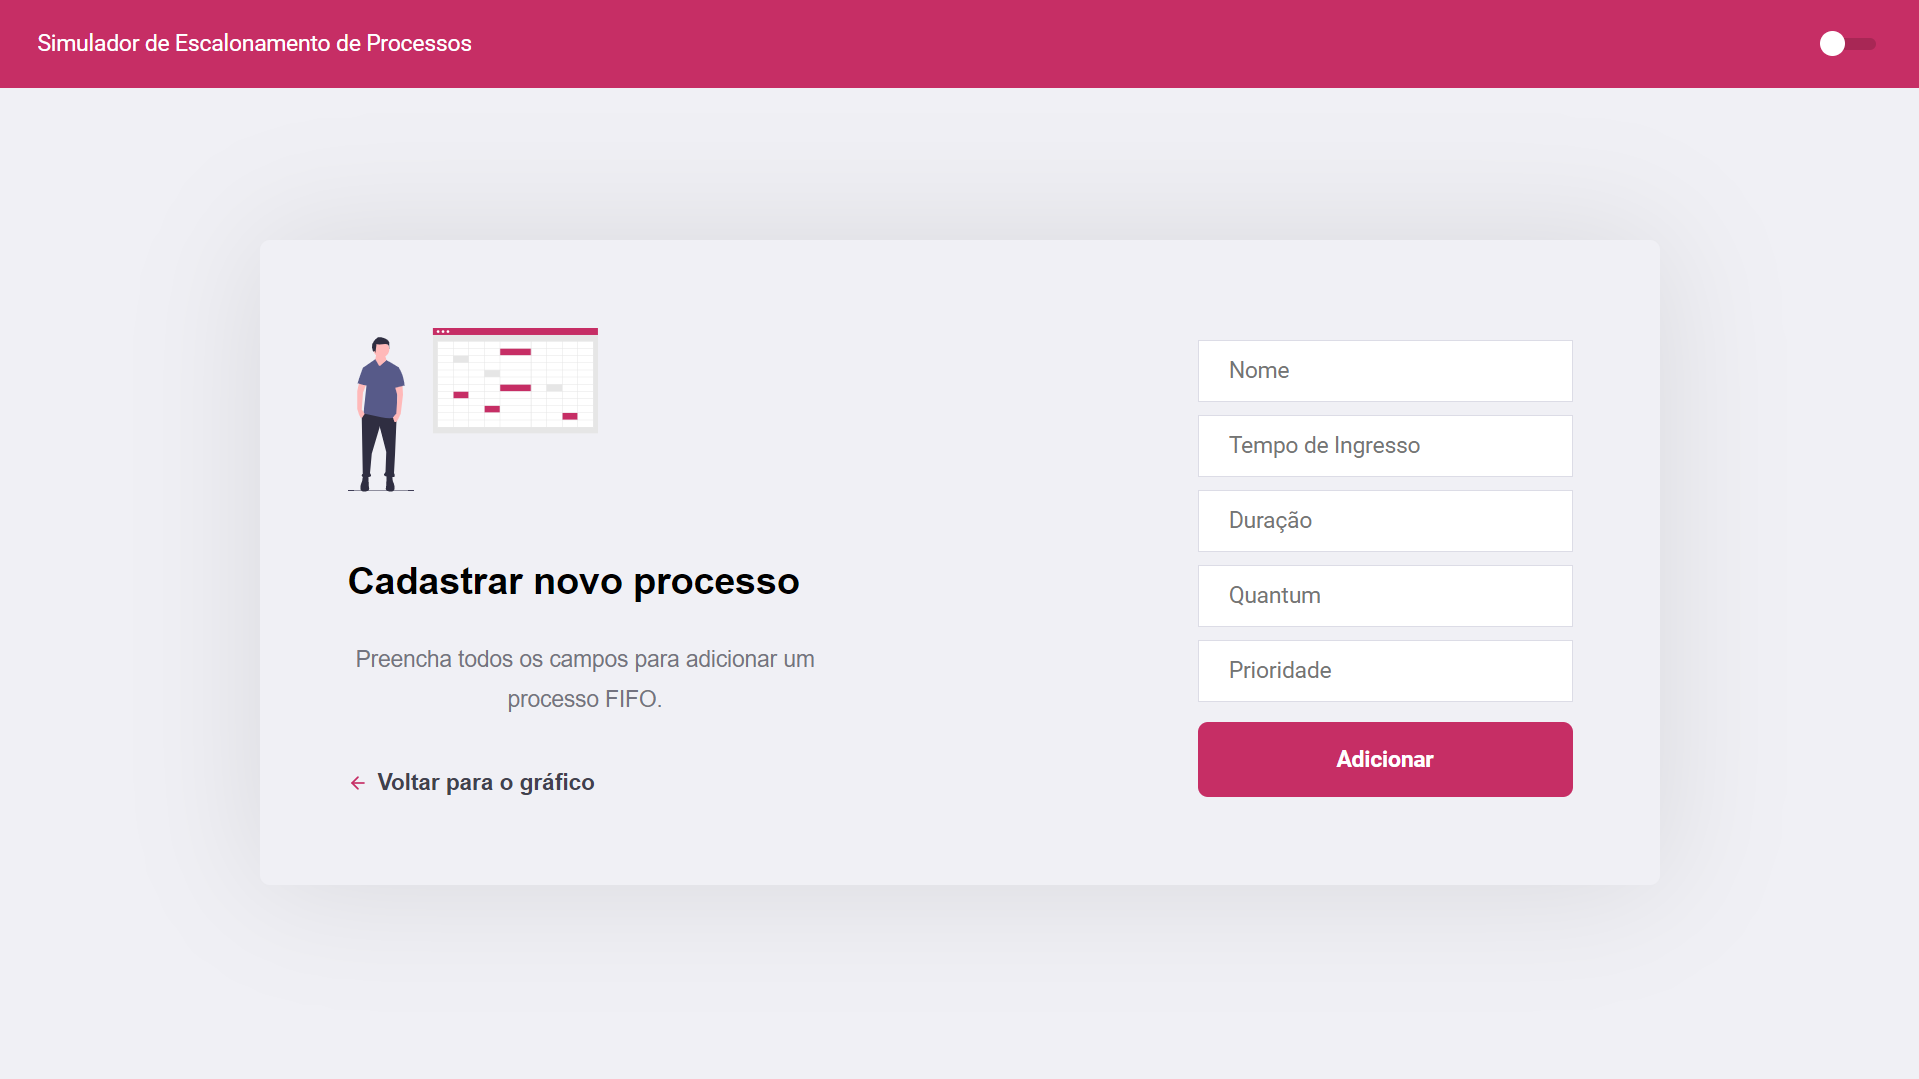 Simulador de Escalonamento de Processos
Cadastrar novo processo
Preencha todos os campos para adicionar um
processo FIFO.
Voltar para o gráfico
Nome
Tempo de Ingresso
Duração
Quantum
Prioridade
Adicionar